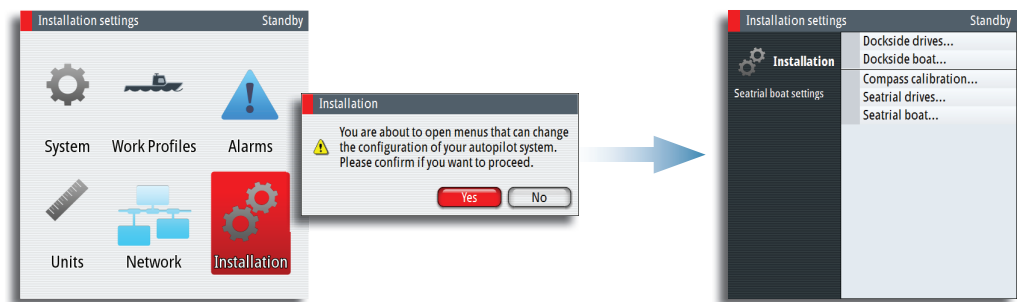 Installation settings Standby
System Work Profiles Alarms
Units Network Installation
Installation
You are about to open menus that can change
the configuration of your autopilot system.
Please confirm if you want to proceed.
Yes No
Installation settings Standby
Installation
Seatrial boat settings
Dockside drives...
Dockside boat...
Compass calibration...
Seatrial drives...
Seatrial boat...